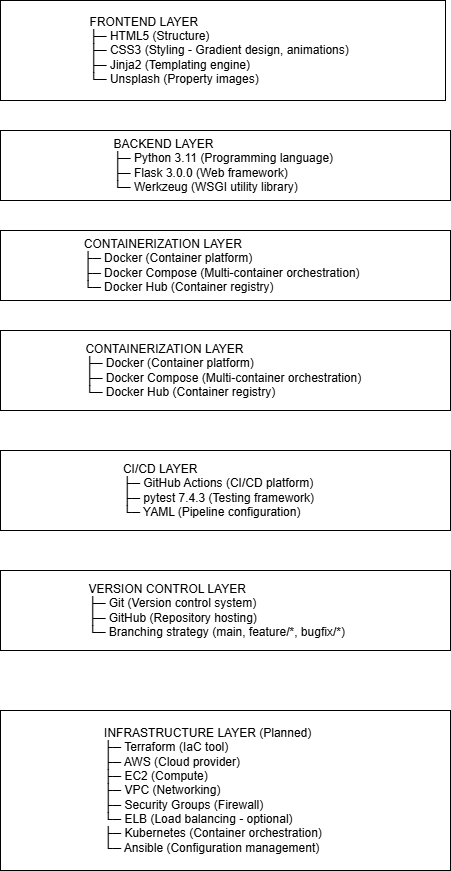 FRONTEND LAYER
├─ HTML5 (Structure)
├─ CSS3 (Styling - Gradient design, animations)
├─ Jinja2 (Templating engine)
└─ Unsplash (Property images)
BACKEND LAYER
├─ Python 3.11 (Programming language)
├─ Flask 3.0.0 (Web framework)
└─ Werkzeug (WSGI utility library)
CONTAINERIZATION LAYER
├─ Docker (Container platform)
├─ Docker Compose (Multi-container orchestration)
└─ Docker Hub (Container registry)
CONTAINERIZATION LAYER
├─ Docker (Container platform)
├─ Docker Compose (Multi-container orchestration)
└─ Docker Hub (Container registry)
CI/CD LAYER
├─ GitHub Actions (CI/CD platform)
├─ pytest 7.4.3 (Testing framework)
└─ YAML (Pipeline configuration)
VERSION CONTROL LAYER
├─ Git (Version control system)
├─ GitHub (Repository hosting)
└─ Branching strategy (main, feature/*, bugfix/*)
INFRASTRUCTURE LAYER (Planned)
├─ Terraform (IaC tool)
├─ AWS (Cloud provider)
├─ EC2 (Compute)
├─ VPC (Networking)
├─ Security Groups (Firewall)
└─ ELB (Load balancing - optional)
├─ Kubernetes (Container orchestration)
└─ Ansible (Configuration management)